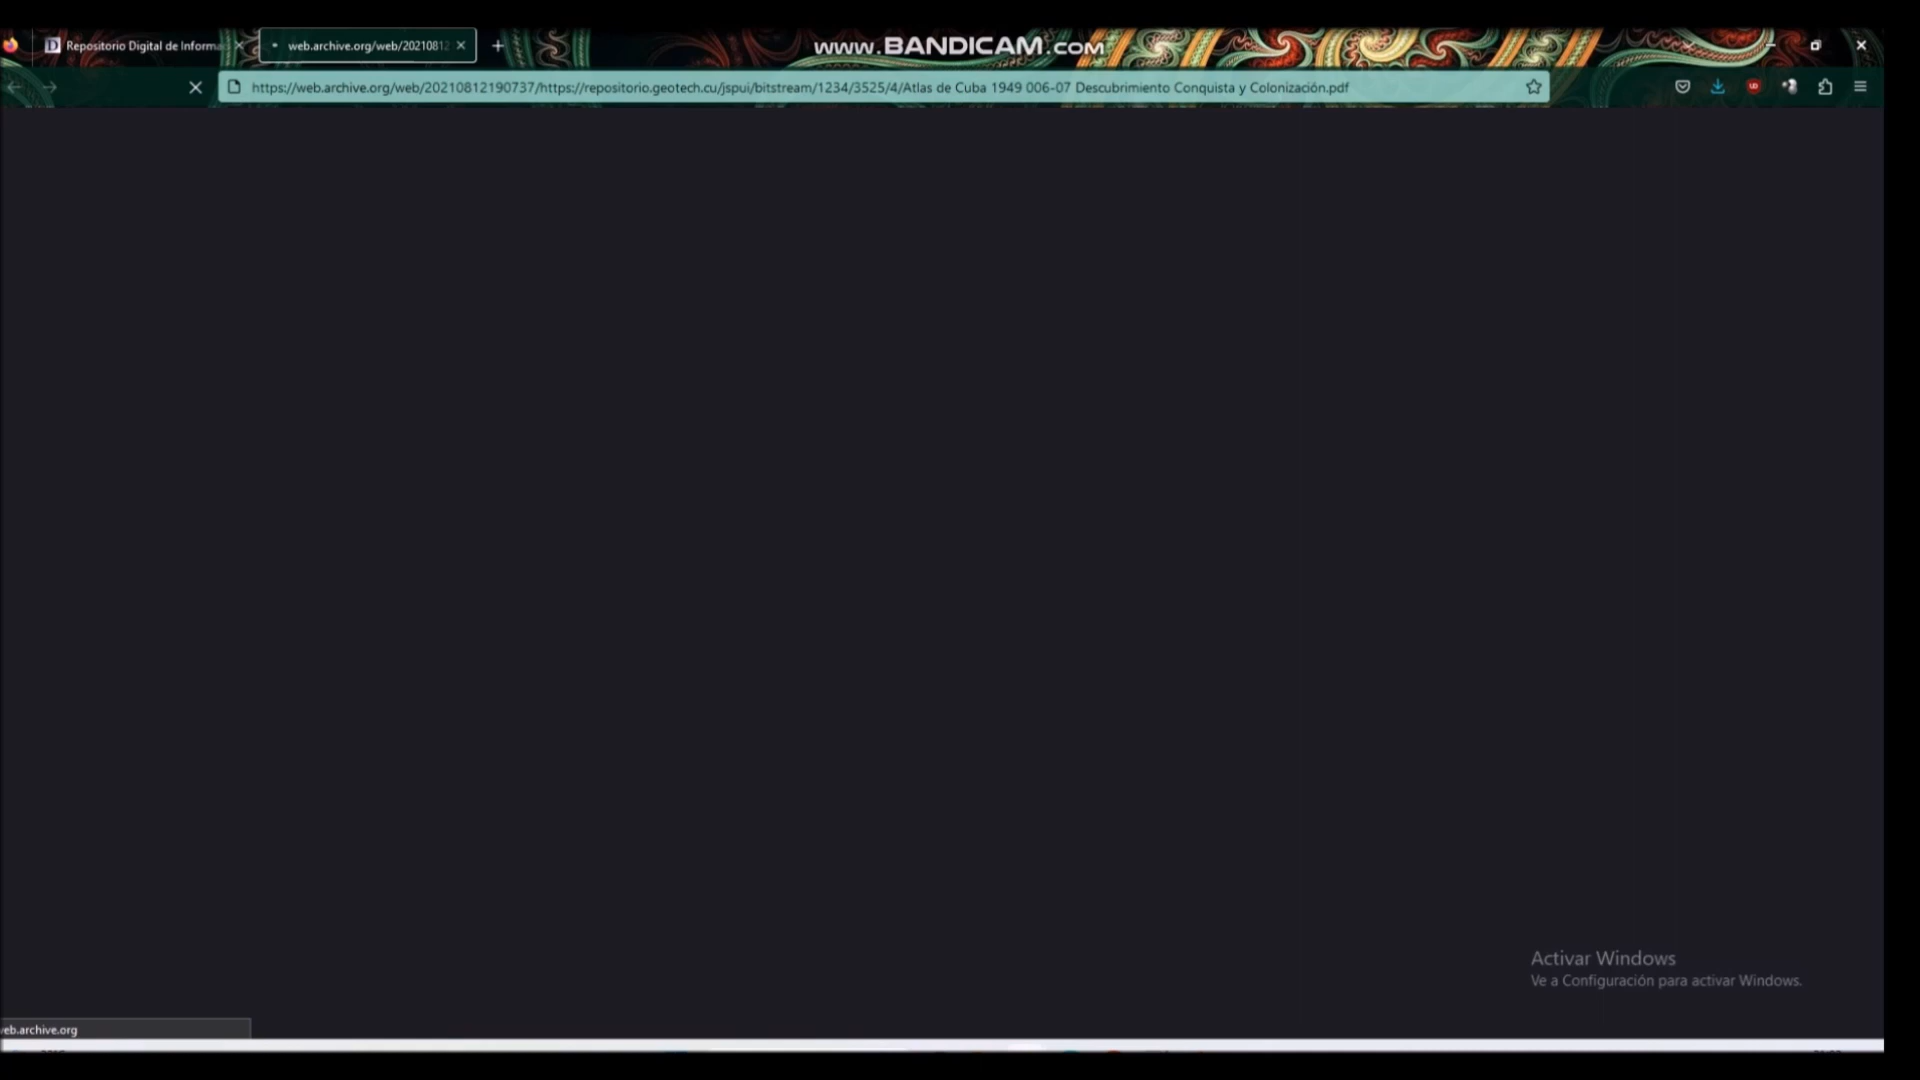 Repositorio Digital de Informa
web.archive.org/web/2021081
www.BANDICAM.com
https://web.archive.org/web/20210812190737/https://repositorio.geotech.cu/jspui/bitstream/1234/3525/4/Atlas de Cuba 1949 006-07 Descubrimiento Conquista y Colonización.pdf
Activar Windows
Ve a Configuración para activar Windows.
eb.archive.org